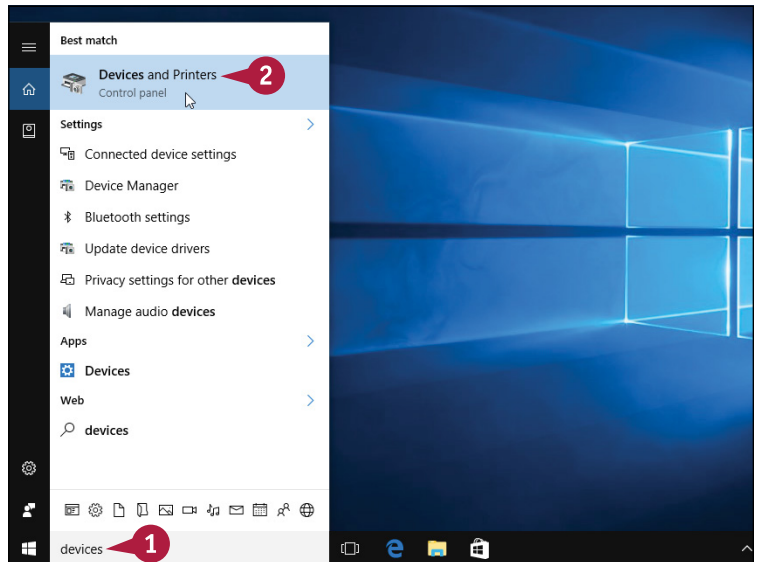 Best match
Devices and Printers
2
Control panel
Settings
Connected device settings
Device Manager
Bluetooth settings
Update device drivers
Privacy settings for other devices
Manage audio devices
Apps
Devices
Web
devices
devices
1